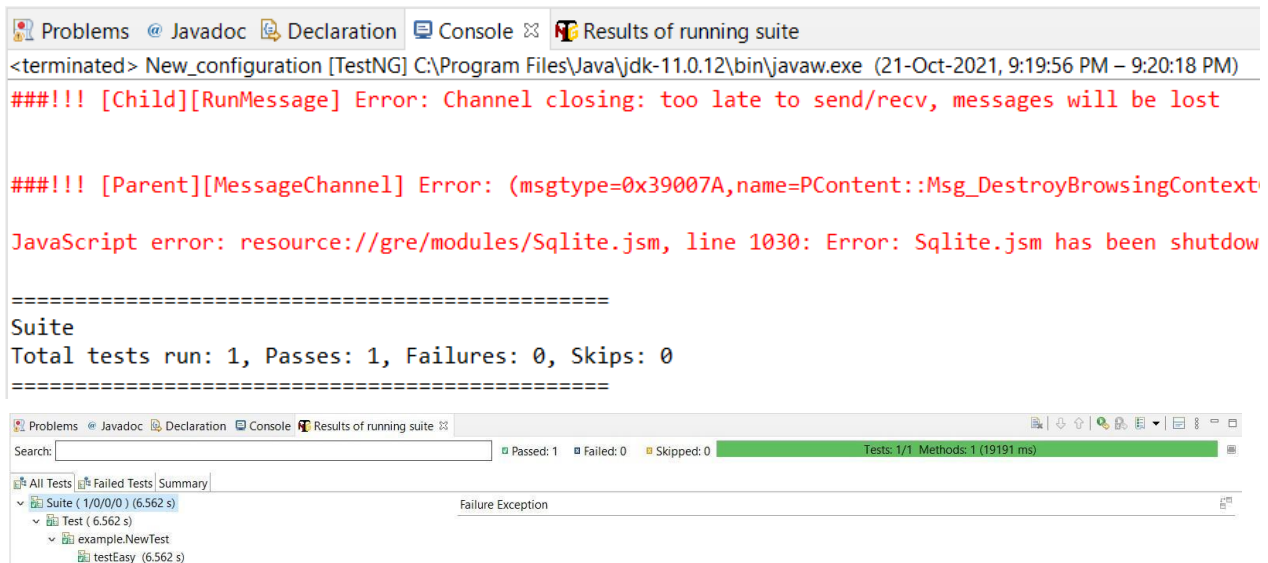 Problems @ Javadoc Declaration Console Results of running suite
<terminated> New_configuration [TestNG] C:\Program Files\Java\jdk-11.0.12\bin\javaw.exe (21-Oct-2021, 9:19:56 PM – 9:20:18 PM)
###!!! [Child][RunMessage] Error: Channel closing: too late to send/recv, messages will be lost
###!!! [Parent][MessageChannel] Error: (msgtype=0x39007A,name=PContent::Msg_DestroyBrowsingContext
JavaScript error: resource://gre/modules/Sqlite.jsm, line 1030: Error: Sqlite.jsm has been shutdow
===============================================
Suite
Total tests run: 1, Passes: 1, Failures: 0, Skips: 0
===============================================
Problems @ Javadoc Declaration Console Results of running suite
Search: Passed: 1 Failed: 0 Skipped: 0 Tests: 1/1 Methods: 1 (19191 ms)
All Tests Failed Tests Summary
Suite ( 1/0/0/0 ) (6.562 s) Failure Exception
Test ( 6.562 s)
example.NewTest
testEasy (6.562 s)